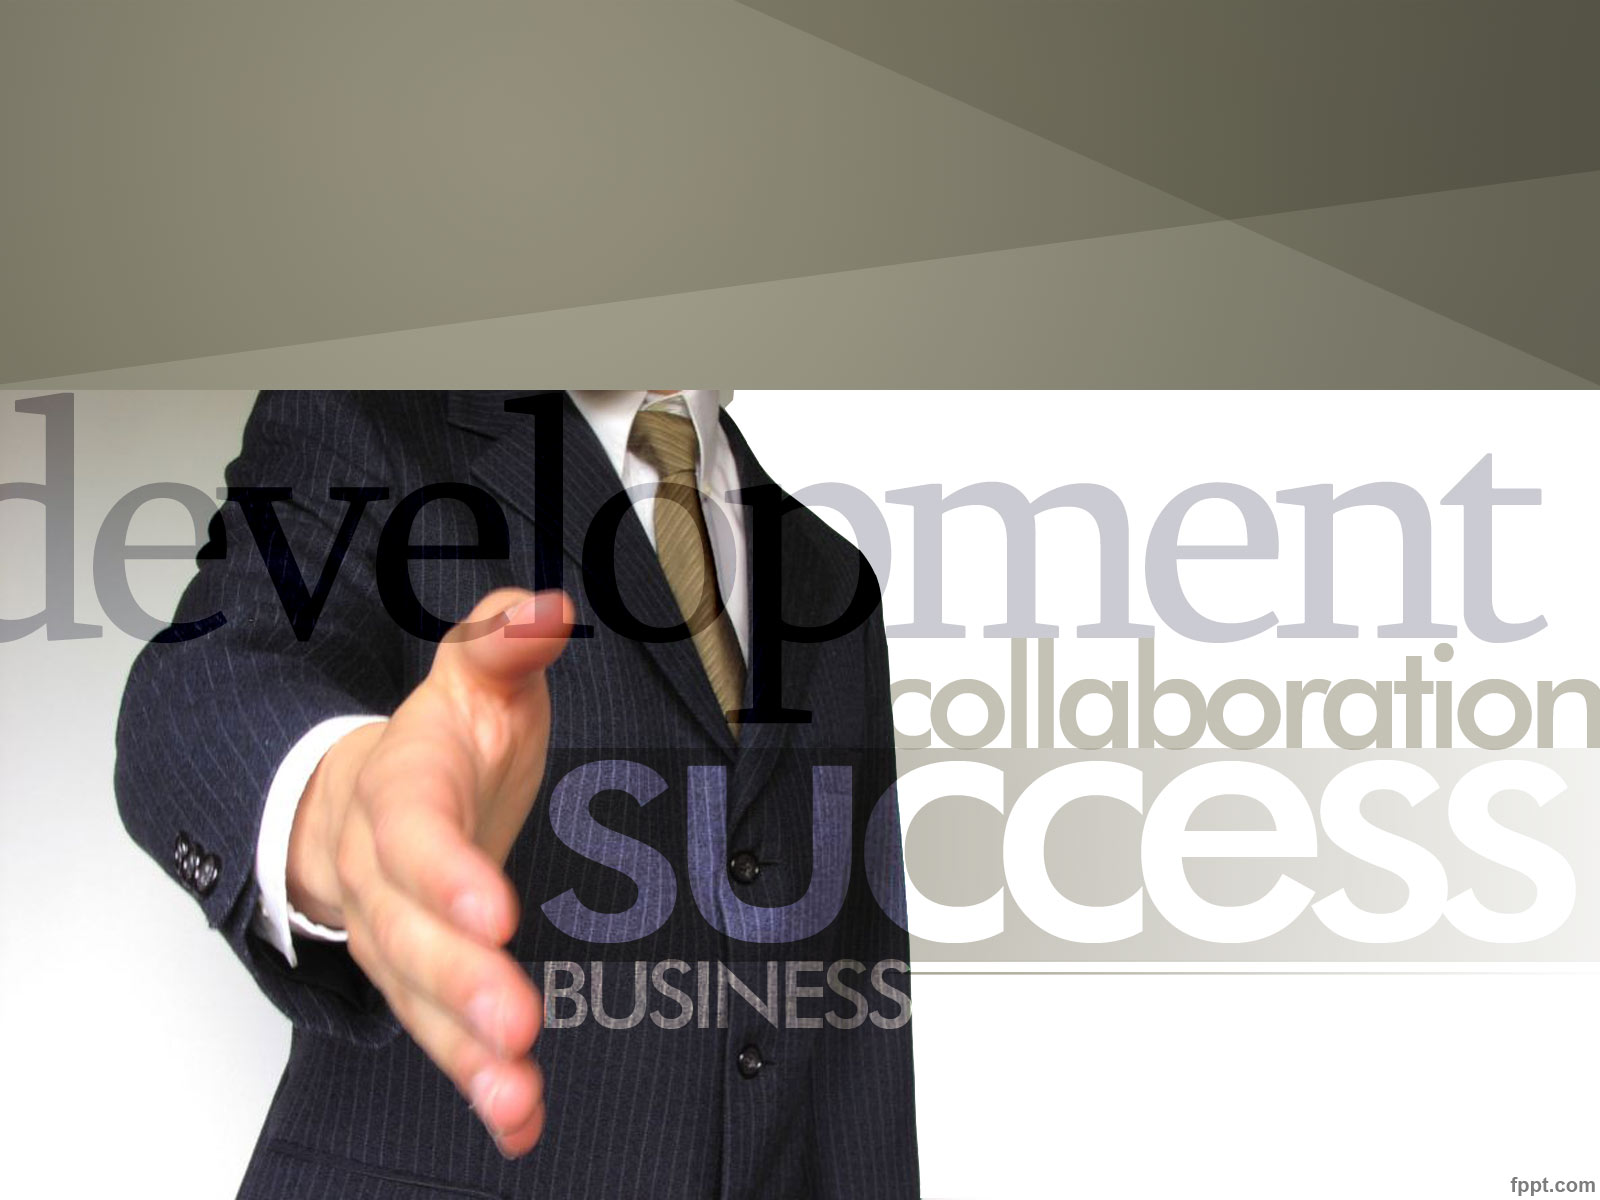 development
collaboration
success
BUSINESS
fppt.com